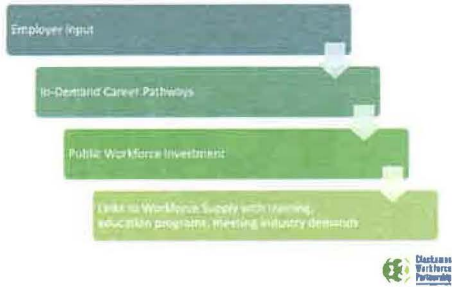 Employer Input
In-Demand Career Pathways
Public Workforce Investment
Links to Workforce Supply with training,
education programs, meeting industry demands
Clackamas
Workforce
Partnership